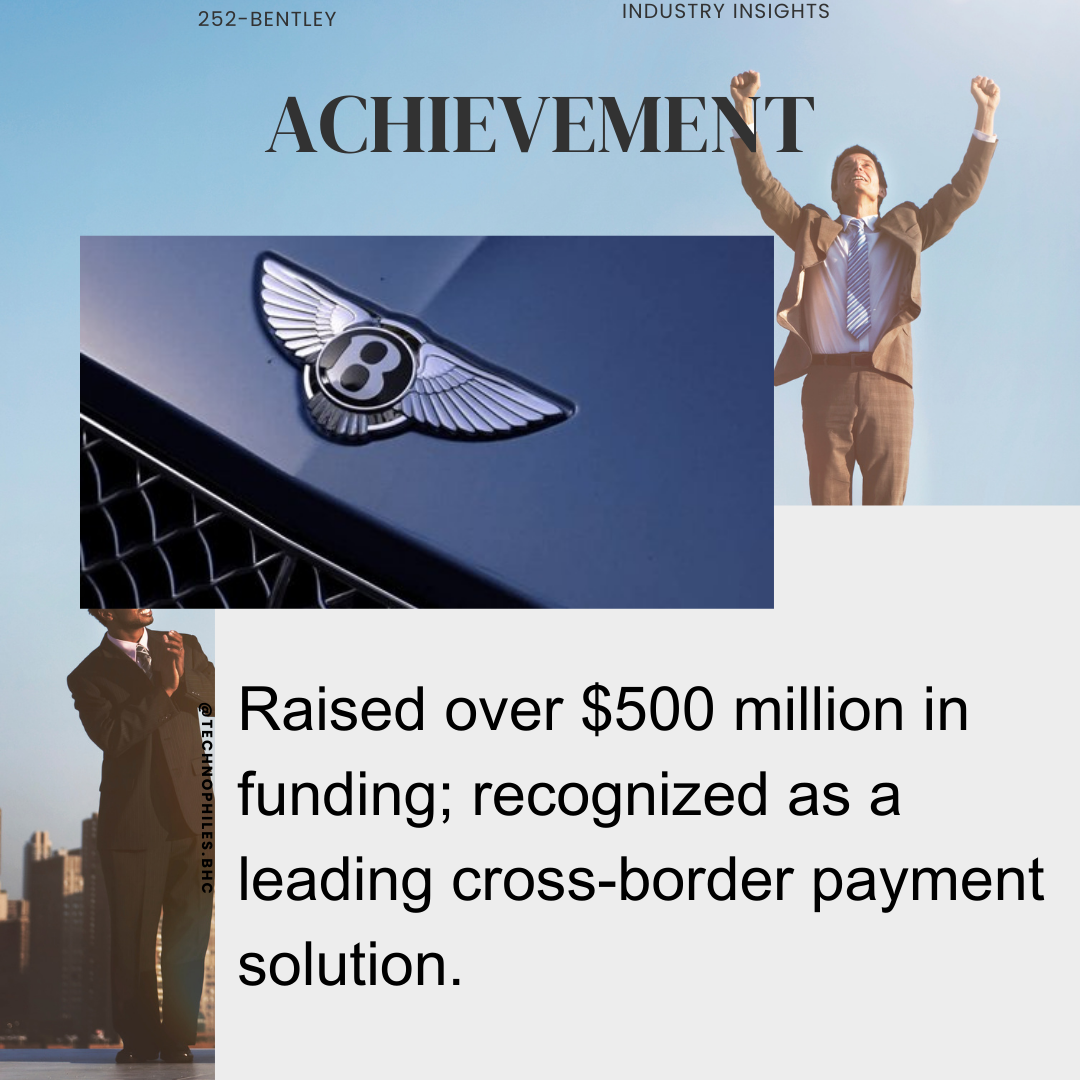 252-BENTLEY
INDUSTRY INSIGHTS
ACHIEVEMENT
B
@TECHNOPHILES.BHC
Raised over $500 million in
funding; recognized as a
leading cross-border payment
solution.